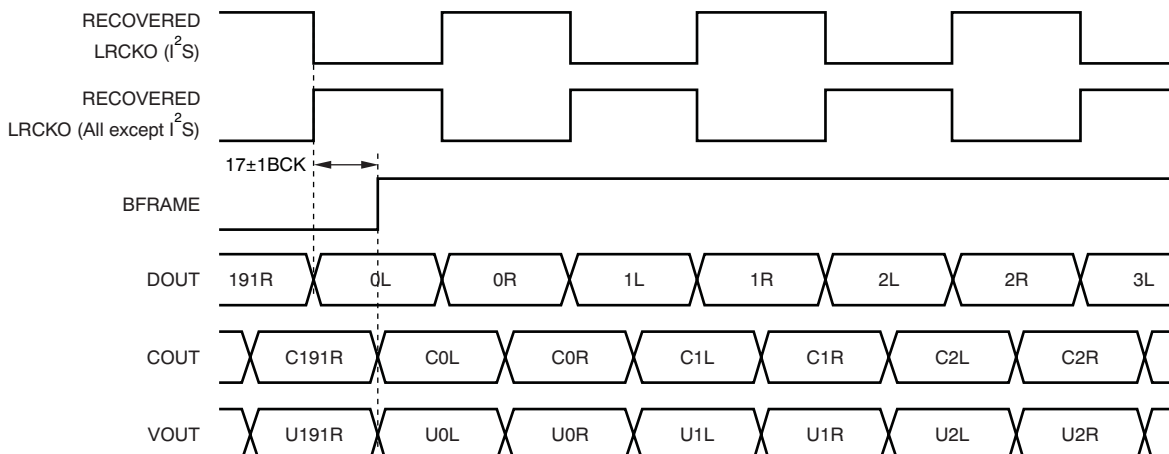 RECOVERED
LRCKO (I²S)
RECOVERED
LRCKO (All except I²S)
17±1BCK
BFRAME
DOUT 191R 0L 0R 1L 1R 2L 2R 3L
COUT C191R C0L C0R C1L C1R C2L C2R
VOUT U191R U0L U0R U1L U1R U2L U2R